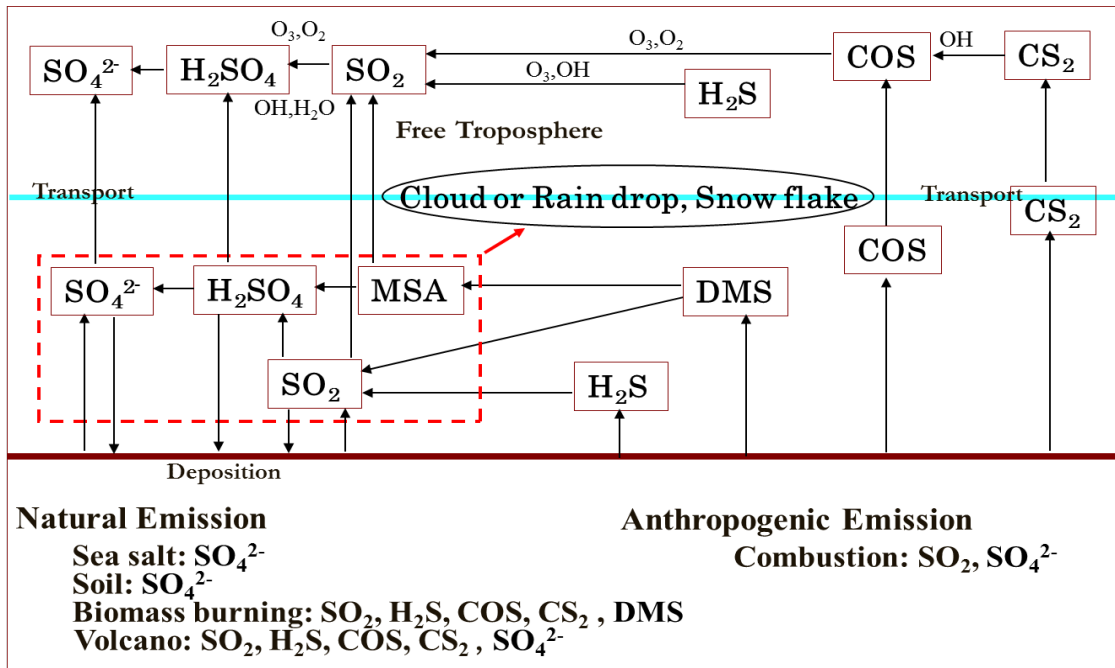 O₃,O₂
O₃,O₂
OH
SO₄²⁻
H₂SO₄
SO₂
COS
CS₂
O₃,OH
H₂S
OH,H₂O
Free Troposphere
Transport
Cloud or Rain drop, Snow flake
Transport
CS₂
COS
SO₄²⁻
H₂SO₄
MSA
DMS
SO₂
H₂S
Deposition
Natural Emission
Sea salt: SO₄²⁻
Soil: SO₄²⁻
Biomass burning: SO₂, H₂S, COS, CS₂ , DMS
Volcano: SO₂, H₂S, COS, CS₂ , SO₄²⁻
Anthropogenic Emission
Combustion: SO₂, SO₄²⁻